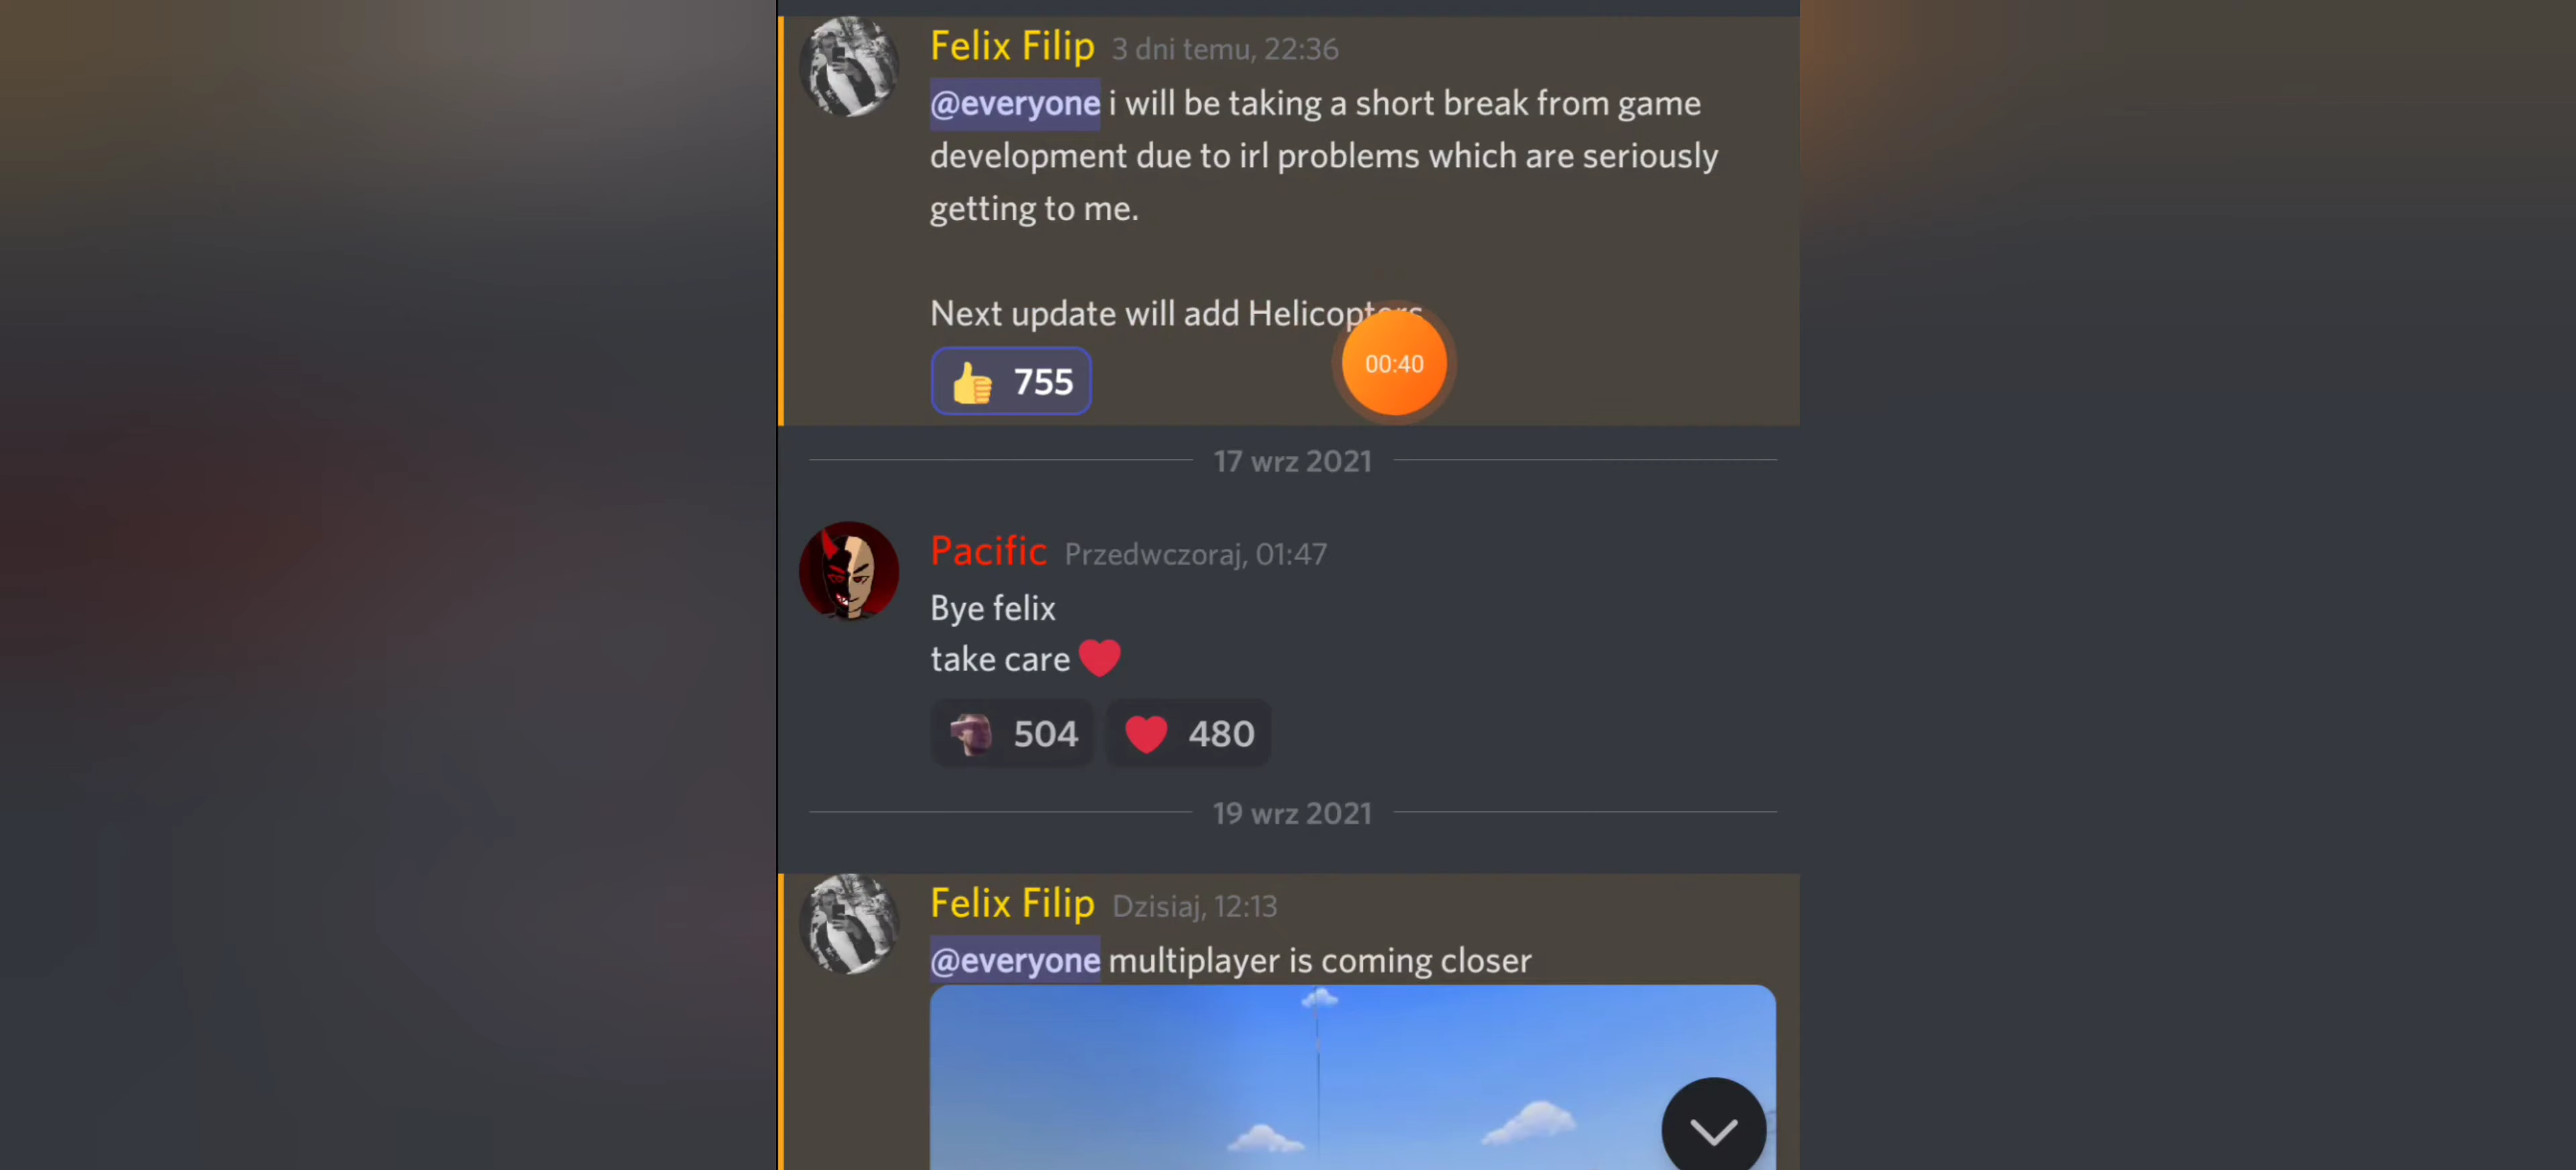 Felix Filip 3 dni temu, 22:36
@everyone i will be taking a short break from game
development due to irl problems which are seriously
getting to me.
Next update will add Helicopters
755
00:40
17 wrz 2021
Pacific Przedwczoraj, 01:47
Bye felix
take care
504 480
19 wrz 2021
Felix Filip Dzisiaj, 12:13
@everyone multiplayer is coming closer